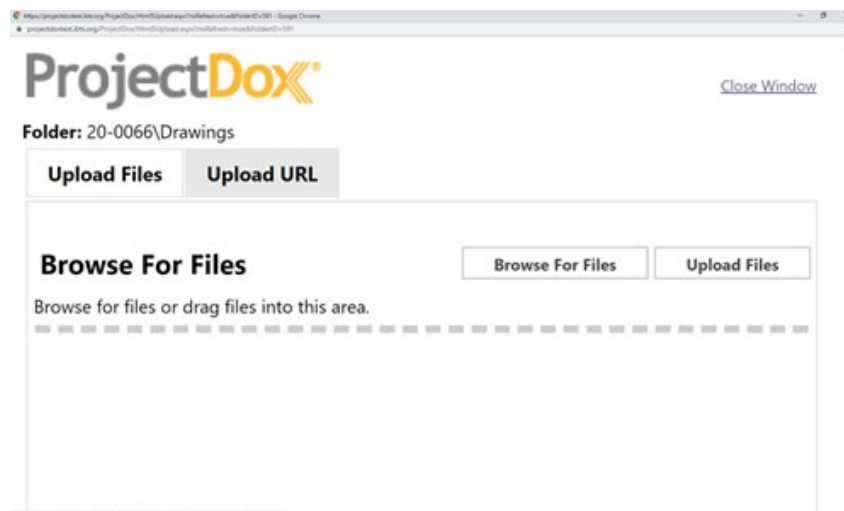 ProjectDox®
Close Window
Folder: 20-0066\Drawings
Upload Files Upload URL
Browse For Files Browse For Files Upload Files
Browse for files or drag files into this area.